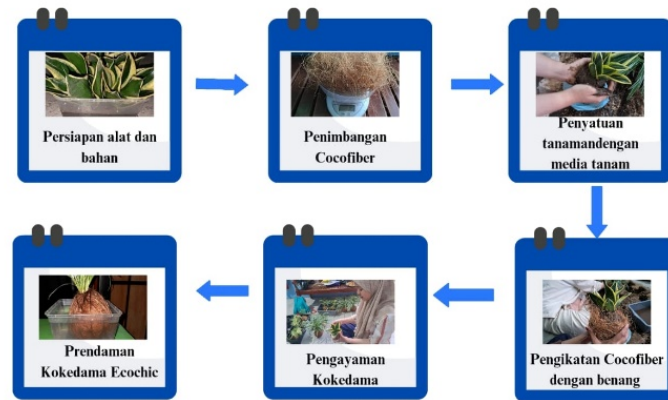 Persiapan alat dan
bahan
Penimbangan
Cocofiber
Penyatuan
tanamandengan
media tanam
Pengikatan Cocofiber
dengan benang
Pengayaman
Kokedama
Prendaman
Kokedama Ecochic